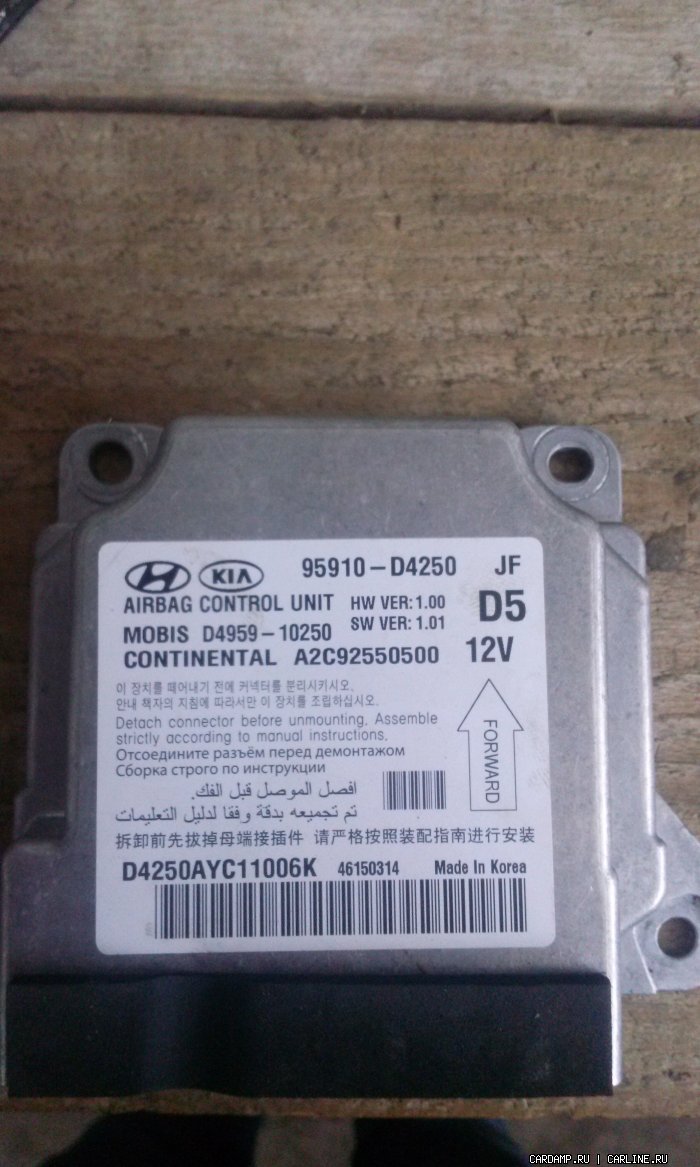 KIA 95910-D4250 JF
AIRBAG CONTROL UNIT HW VER: 1.00 D5
MOBIS D4959-10250 SW VER: 1.01
CONTINENTAL A2C92550500 12V
이 장치를 떼어내기 전에 커넥터를 분리시키시오.
안내 책자의 지침에 따라서만 이 장치를 조립하십시오.
Detach connector before unmounting. Assemble
strictly according to manual instructions.
Отсоедините разъём перед демонтажом
Сборка строго по инструкции
افصل الموصل قبل الفك.
تم تجميعه بدقة وفقا لدليل التعليمات
FORWARD
拆卸前先拔掉母端接插件 请严格按照装配指南进行安装
D4250AYC11006K 46150314 Made In Korea
CARDAMP.RU | CARLINE.RU